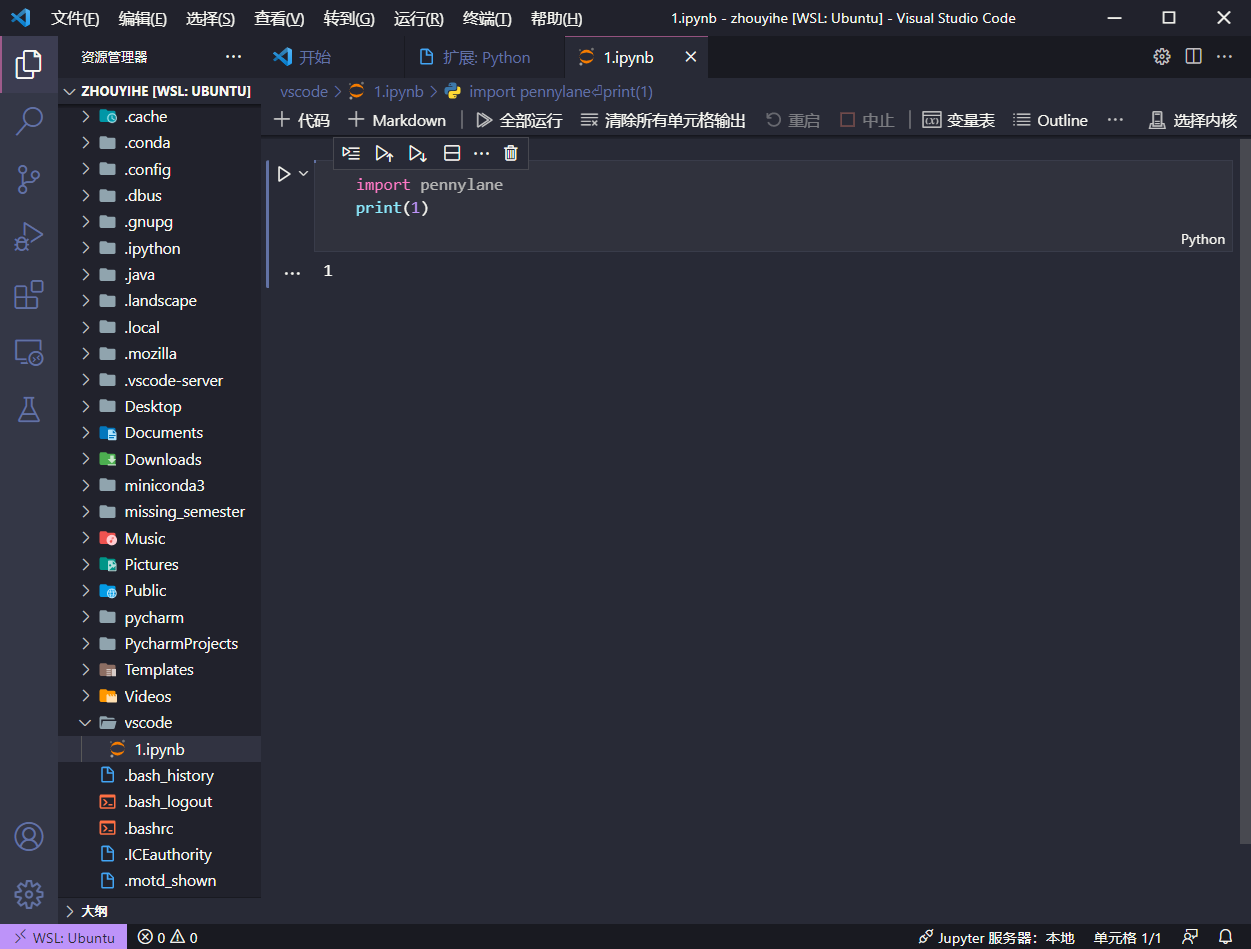 文件(F) 编辑(E) 选择(S) 查看(V) 转到(G) 运行(R) 终端(T) 帮助(H) 1.ipynb - zhouyihe [WSL: Ubuntu] - Visual Studio Code
资源管理器 ··· 开始 扩展: Python 1.ipynb
ZHOUYIHE [WSL: UBUNTU]
vscode > 1.ipynb > import pennylane⏎print(1)
代码 Markdown 全部运行 清除所有单元格输出 重启 中止 变量表 Outline ··· 选择内核
.cache
.conda
.config
.dbus
.gnupg
.ipython
.java
.landscape
.local
.mozilla
.vscode-server
Desktop
Documents
Downloads
miniconda3
missing_semester
Music
Pictures
Public
pycharm
PycharmProjects
Templates
Videos
vscode
1.ipynb
.bash_history
.bash_logout
.bashrc
.ICEauthority
.motd_shown
大纲
import pennylane
print(1)
Python
1
WSL: Ubuntu 0 0 Jupyter 服务器: 本地 单元格 1/1